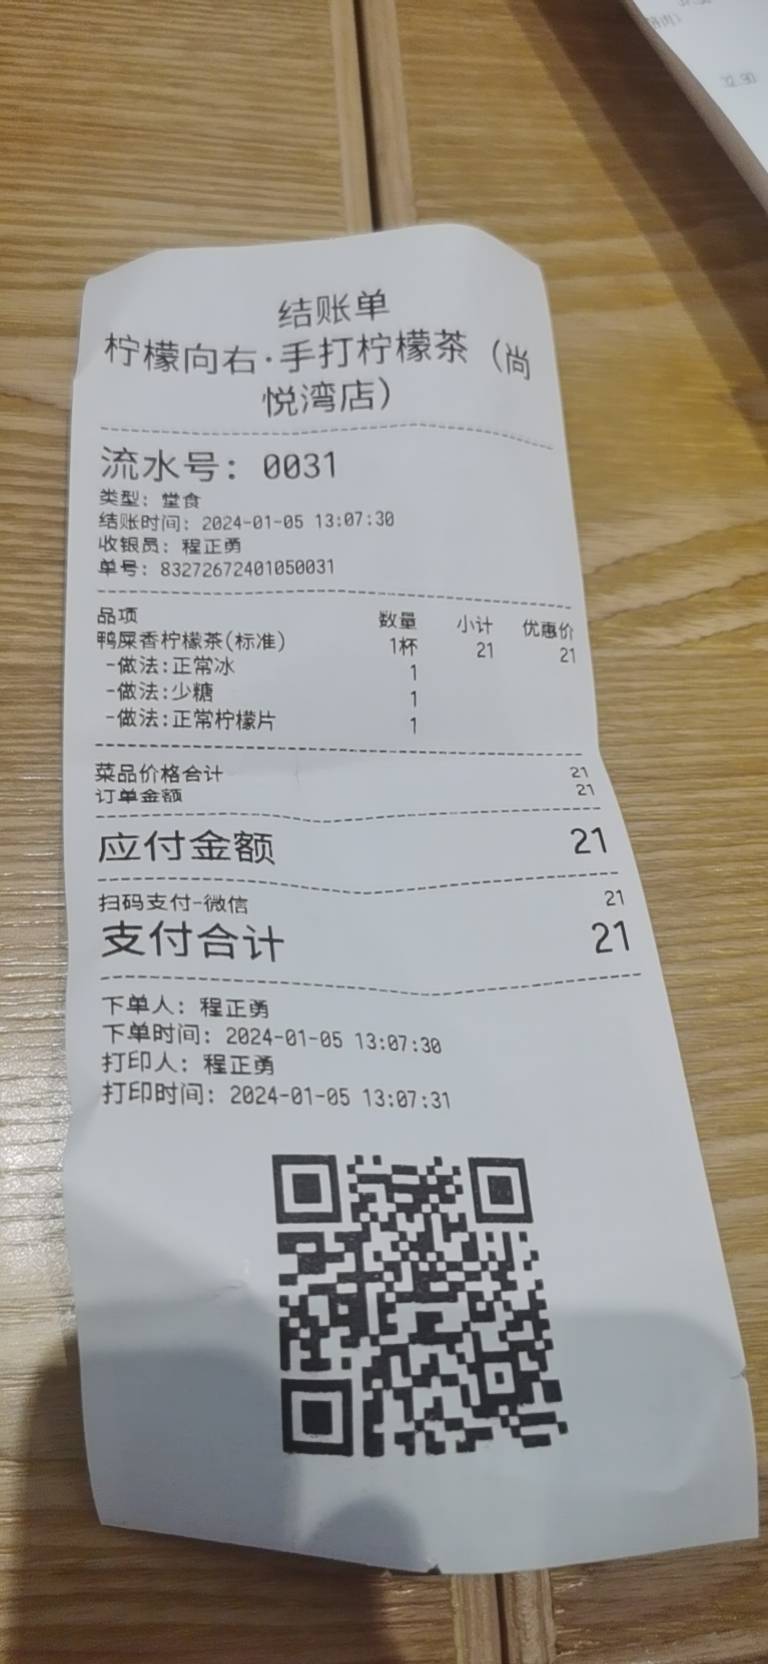 结账单
柠檬向右·手打柠檬茶（尚
悦湾店）
流水号：0031
类型：堂食
结账时间：2024-01-05 13:07:30
收银员：程正勇
单号：83272672401050031
品项 数量 小计 优惠价
鸭屎香柠檬茶(标准) 1杯 21 21
-做法:正常冰 1
-做法:少糖 1
-做法:正常柠檬片 1
菜品价格合计 21
订单金额 21
应付金额 21
扫码支付-微信 21
支付合计 21
下单人：程正勇
下单时间：2024-01-05 13:07:30
打印人：程正勇
打印时间：2024-01-05 13:07:31